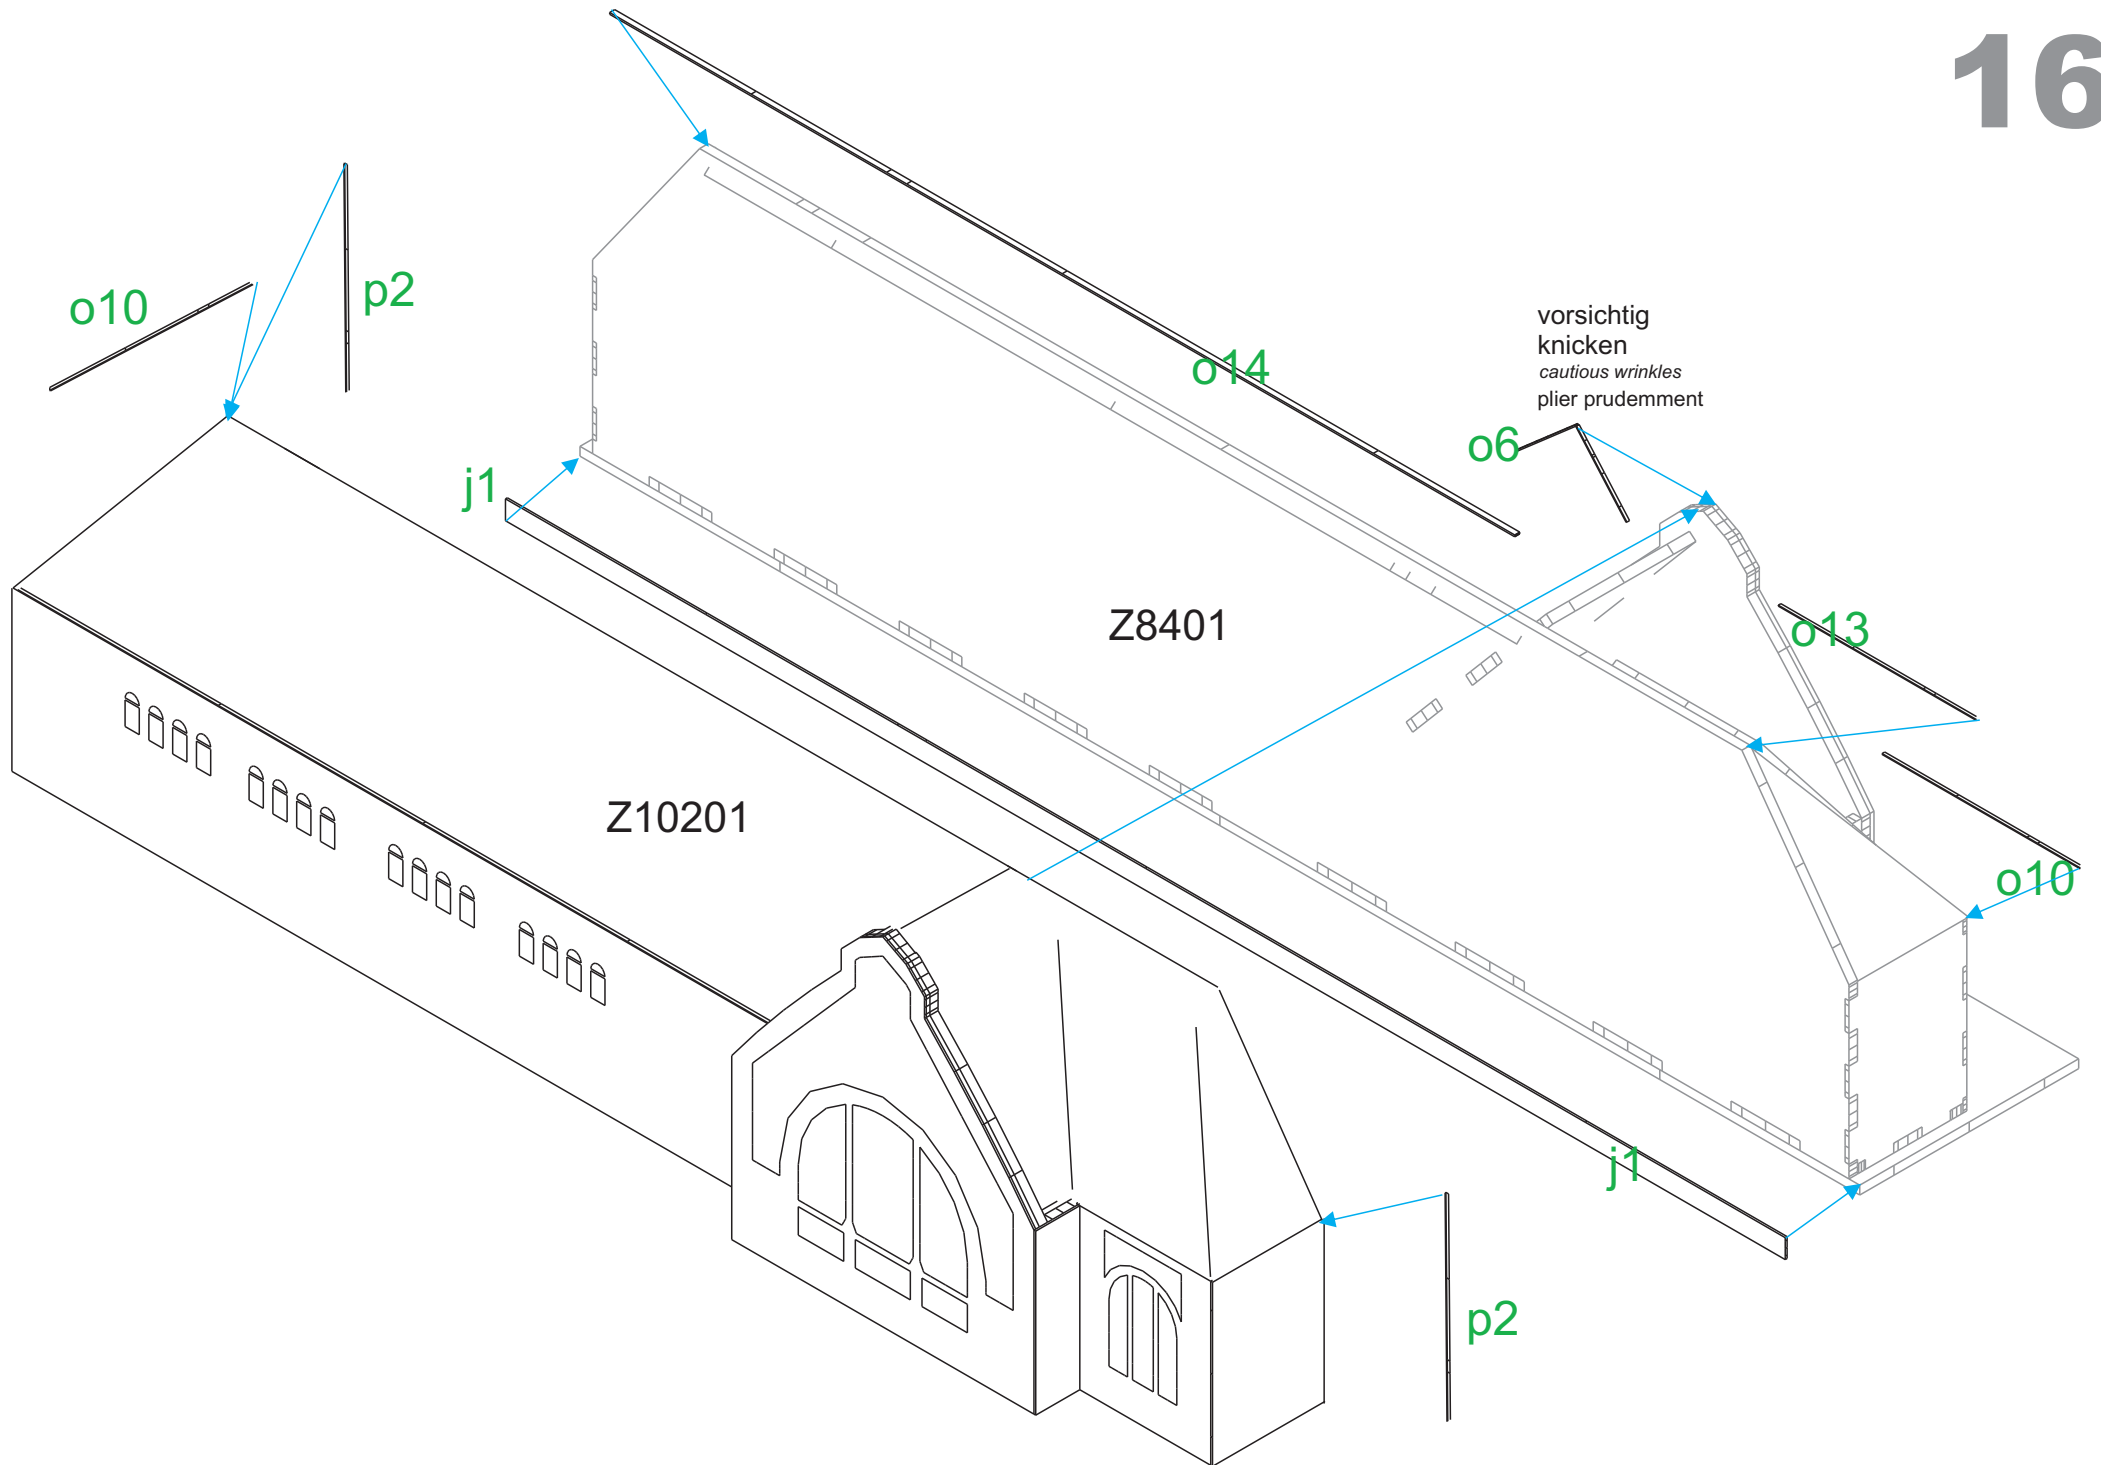 16
p2
o10
vorsichtig
knicken
cautious wrinkles
plier prudemment
o14
o6
j1
Z8401
o13
Z10201
o10
j1
p2